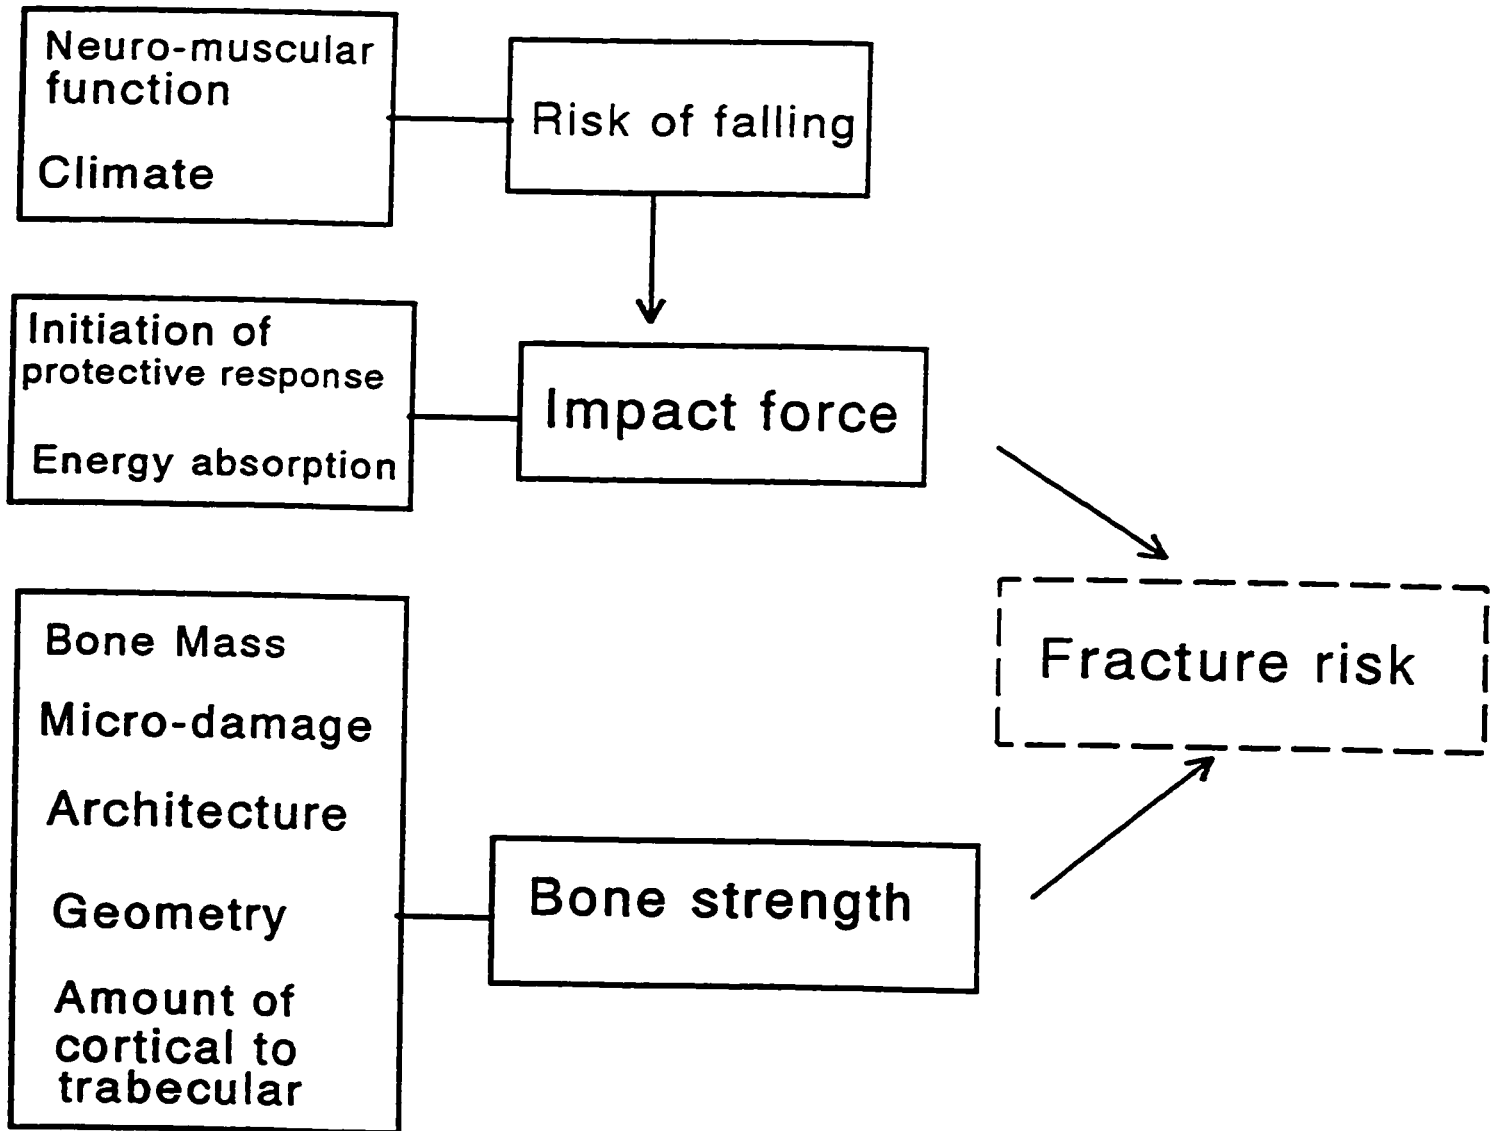 Neuro-muscular
function
Climate
Risk of falling
Initiation of
protective response
Energy absorption
Impact force
Fracture risk
Bone Mass
Micro-damage
Architecture
Geometry
Amount of
cortical to
trabecular
Bone strength